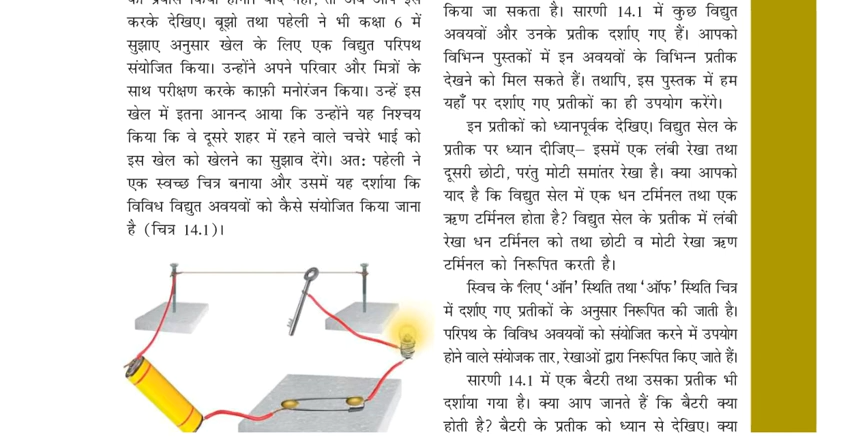 करके देखिए। बूझो तथा पहेली ने भी कक्षा 6 में
सुझाए अनुसार खेल के लिए एक विद्युत परिपथ
संयोजित किया। उन्होंने अपने परिवार और मित्रों के
साथ परीक्षण करके काफ़ी मनोरंजन किया। उन्हें इस
खेल में इतना आनन्द आया कि उन्होंने यह निश्चय
किया कि वे दूसरे शहर में रहने वाले चचेरे भाई को
इस खेल को खेलने का सुझाव देंगे। अतः पहेली ने
एक स्वच्छ चित्र बनाया और उसमें यह दर्शाया कि
विविध विद्युत अवयवों को कैसे संयोजित किया जाना
है (चित्र 14.1)।
किया जा सकता है। सारणी 14.1 में कुछ विद्युत
अवयवों और उनके प्रतीक दर्शाए गए हैं। आपको
विभिन्न पुस्तकों में इन अवयवों के विभिन्न प्रतीक
देखने को मिल सकते हैं। तथापि, इस पुस्तक में हम
यहाँ पर दर्शाए गए प्रतीकों का ही उपयोग करेंगे।
इन प्रतीकों को ध्यानपूर्वक देखिए। विद्युत सेल के
प्रतीक पर ध्यान दीजिए– इसमें एक लंबी रेखा तथा
दूसरी छोटी, परंतु मोटी समांतर रेखा है। क्या आपको
याद है कि विद्युत सेल में एक धन टर्मिनल तथा एक
ऋण टर्मिनल होता है? विद्युत सेल के प्रतीक में लंबी
रेखा धन टर्मिनल को तथा छोटी व मोटी रेखा ऋण
टर्मिनल को निरूपित करती है।
स्विच के लिए ‘ऑन’ स्थिति तथा ‘ऑफ’ स्थिति चित्र
में दर्शाए गए प्रतीकों के अनुसार निरूपित की जाती है।
परिपथ के विविध अवयवों को संयोजित करने में उपयोग
होने वाले संयोजक तार, रेखाओं द्वारा निरूपित किए जाते हैं।
सारणी 14.1 में एक बैटरी तथा उसका प्रतीक भी
दर्शाया गया है। क्या आप जानते हैं कि बैटरी क्या
होती है? बैटरी के प्रतीक को ध्यान से देखिए। क्या